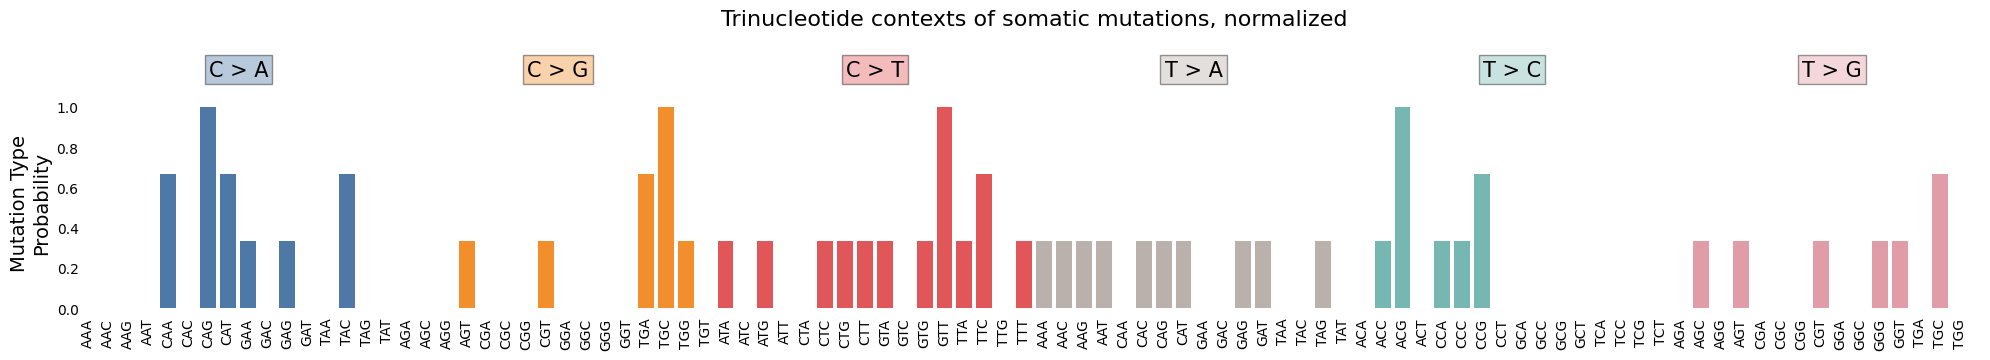 Trinucleotide contexts of somatic mutations, normalized
C > A C > G C > T T > A T > C T > G
Mutation Type
Probability
1.0
0.8
0.6
0.4
0.2
0.0
AAA AAC AAG AAT CAA CAC CAG CAT GAA GAC GAG GAT TAA TAC TAG TAT AGA AGC AGG AGT CGA CGC CGG CGT GGA GGC GGG GGT TGA TGC TGG TGT ATA ATC ATG ATT CTA CTC CTG CTT GTA GTC GTG GTT TTA TTC TTG TTT AAA AAC AAG AAT CAA CAC CAG CAT GAA GAC GAG GAT TAA TAC TAG TAT ACA ACC ACG ACT CCA CCC CCG CCT GCA GCC GCG GCT TCA TCC TCG TCT AGA AGC AGG AGT CGA CGC CGG CGT GGA GGC GGG GGT TGA TGC TGG